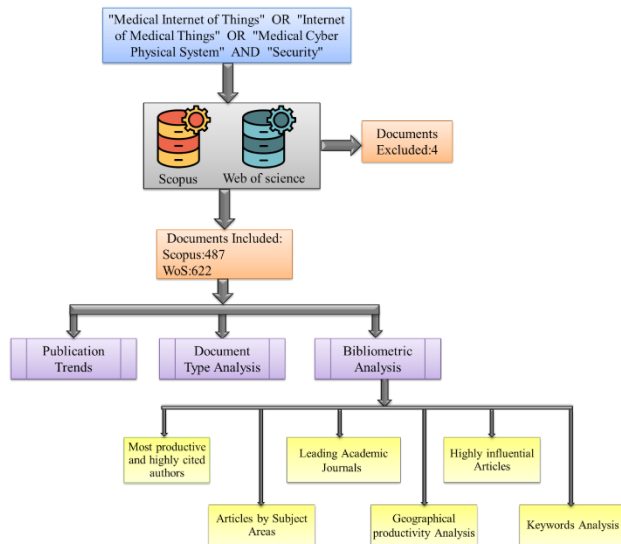 "Medical Internet of Things" OR "Internet
of Medical Things" OR "Medical Cyber
Physical System" AND "Security"
Scopus
Web of science
Documents
Excluded:4
Documents Included:
Scopus:487
WoS:622
Publication
Trends
Document
Type Analysis
Bibliometric
Analysis
Most productive
and highly cited
authors
Leading Academic
Journals
Highly influential
Articles
Articles by Subject
Areas
Geographical
productivity Analysis
Keywords Analysis